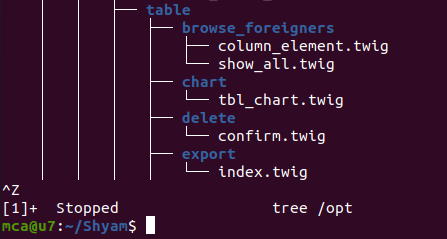 table
browse_foreigners
column_element.twig
show_all.twig
chart
tbl_chart.twig
delete
confirm.twig
export
index.twig
^Z
[1]+  Stopped                 tree /opt
mca@u7:~/Shyam$